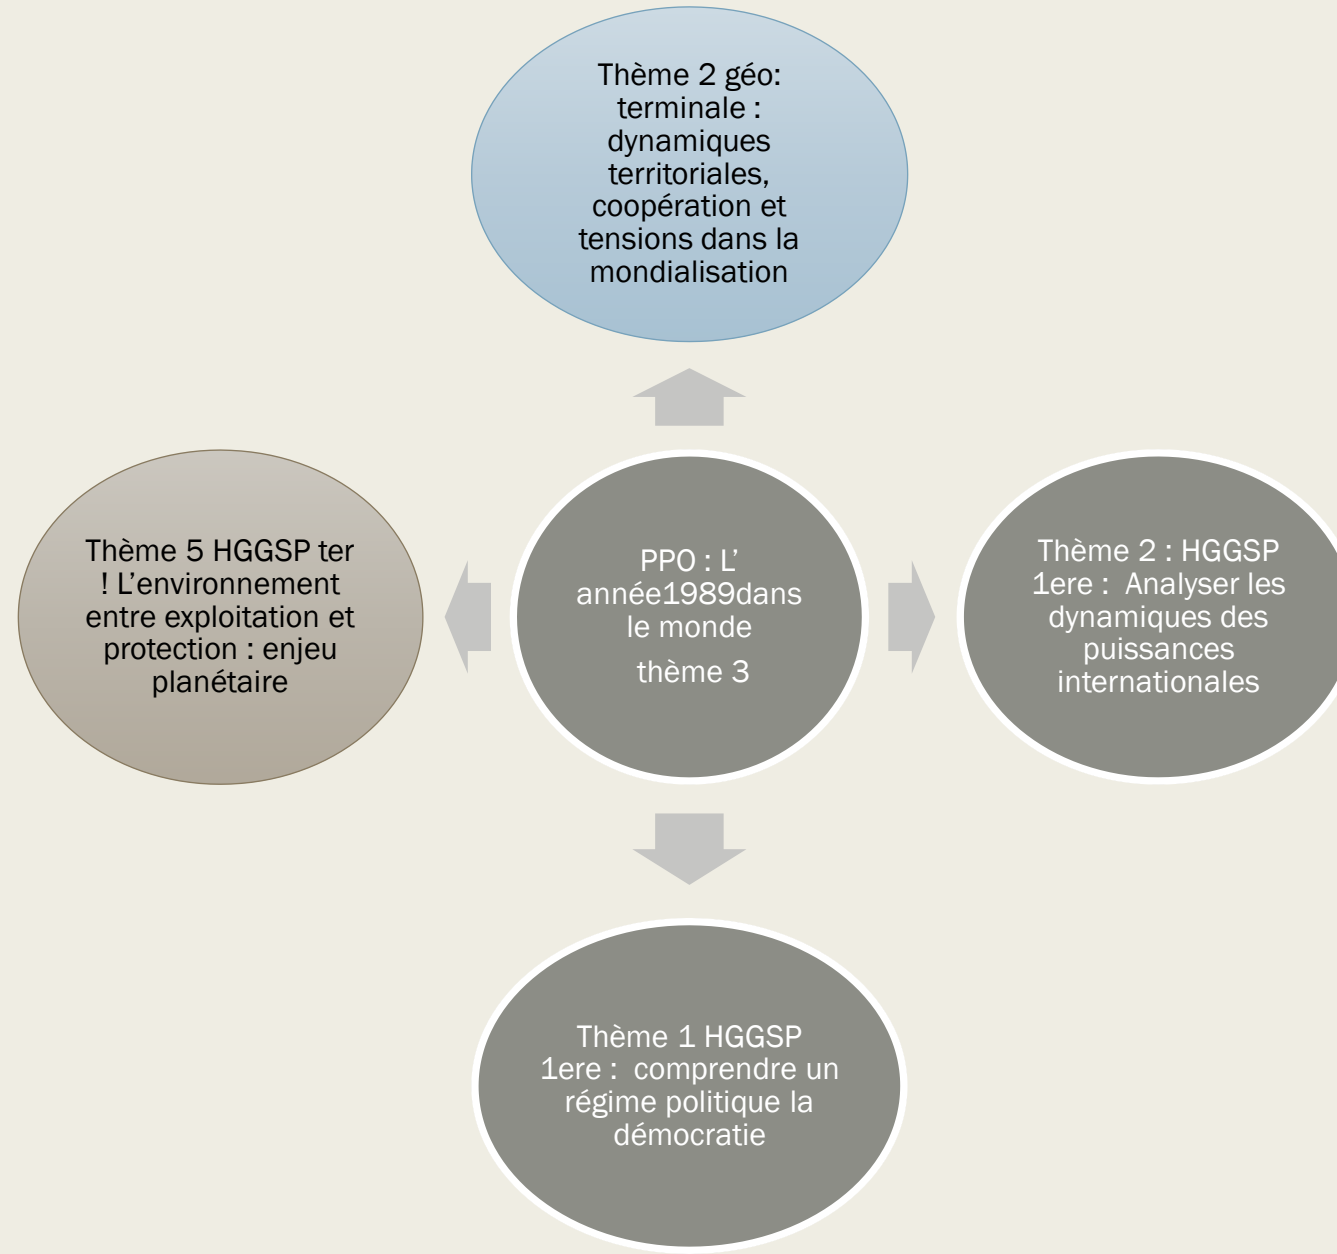 Thème 2 géo:
terminale :
dynamiques
territoriales,
coopération et
tensions dans la
mondialisation
Thème 5 HGGSP ter
! L’environnement
entre exploitation et
protection : enjeu
planétaire
PPO : L’
année1989dans
le monde
thème 3
Thème 2 : HGGSP
1ere :  Analyser les
dynamiques des
puissances
internationales
Thème 1 HGGSP
1ere :  comprendre un
régime politique la
démocratie